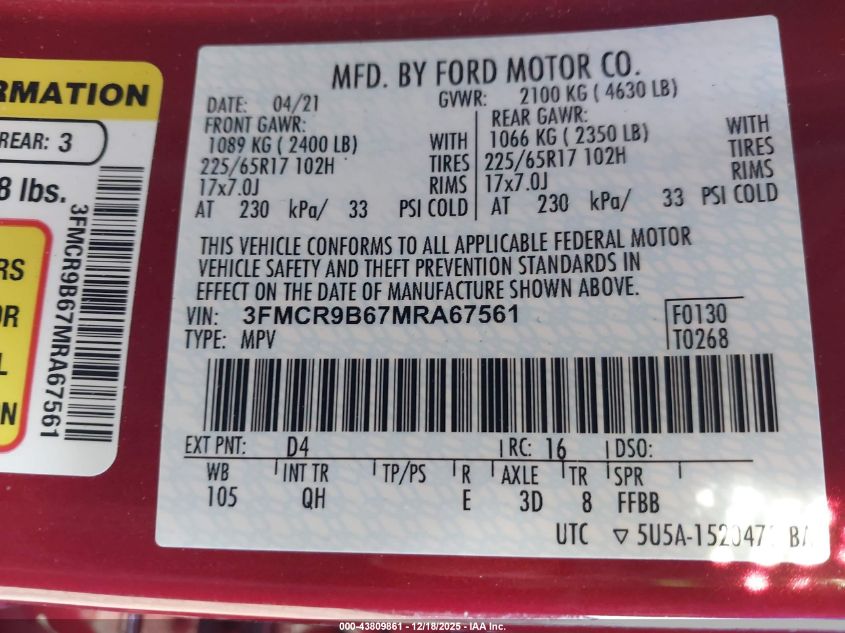 RMATION
REAR: 3
8 lbs.
3FMCR9B67MRA67561
RS
OR
L
N
MFD. BY FORD MOTOR CO.
DATE: 04/21 GVWR: 2100 KG ( 4630 LB)
FRONT GAWR: REAR GAWR:
1089 KG ( 2400 LB) WITH 1066 KG ( 2350 LB) WITH
225/65R17 102H TIRES 225/65R17 102H TIRES
17x7.0J RIMS 17x7.0J RIMS
AT 230 kPa/ 33 PSI COLD AT 230 kPa/ 33 PSI COLD
THIS VEHICLE CONFORMS TO ALL APPLICABLE FEDERAL MOTOR
VEHICLE SAFETY AND THEFT PREVENTION STANDARDS IN
EFFECT ON THE DATE OF MANUFACTURE SHOWN ABOVE.
VIN: 3FMCR9B67MRA67561 F0130
TYPE: MPV T0268
EXT PNT: D4 RC: 16 DSO:
WB INT TR TP/PS R AXLE TR SPR
105 QH E 3D 8 FFBB
UTC ▽ 5U5A-1520472 BA
000-43809861 - 12/18/2025 - © IAA Inc.